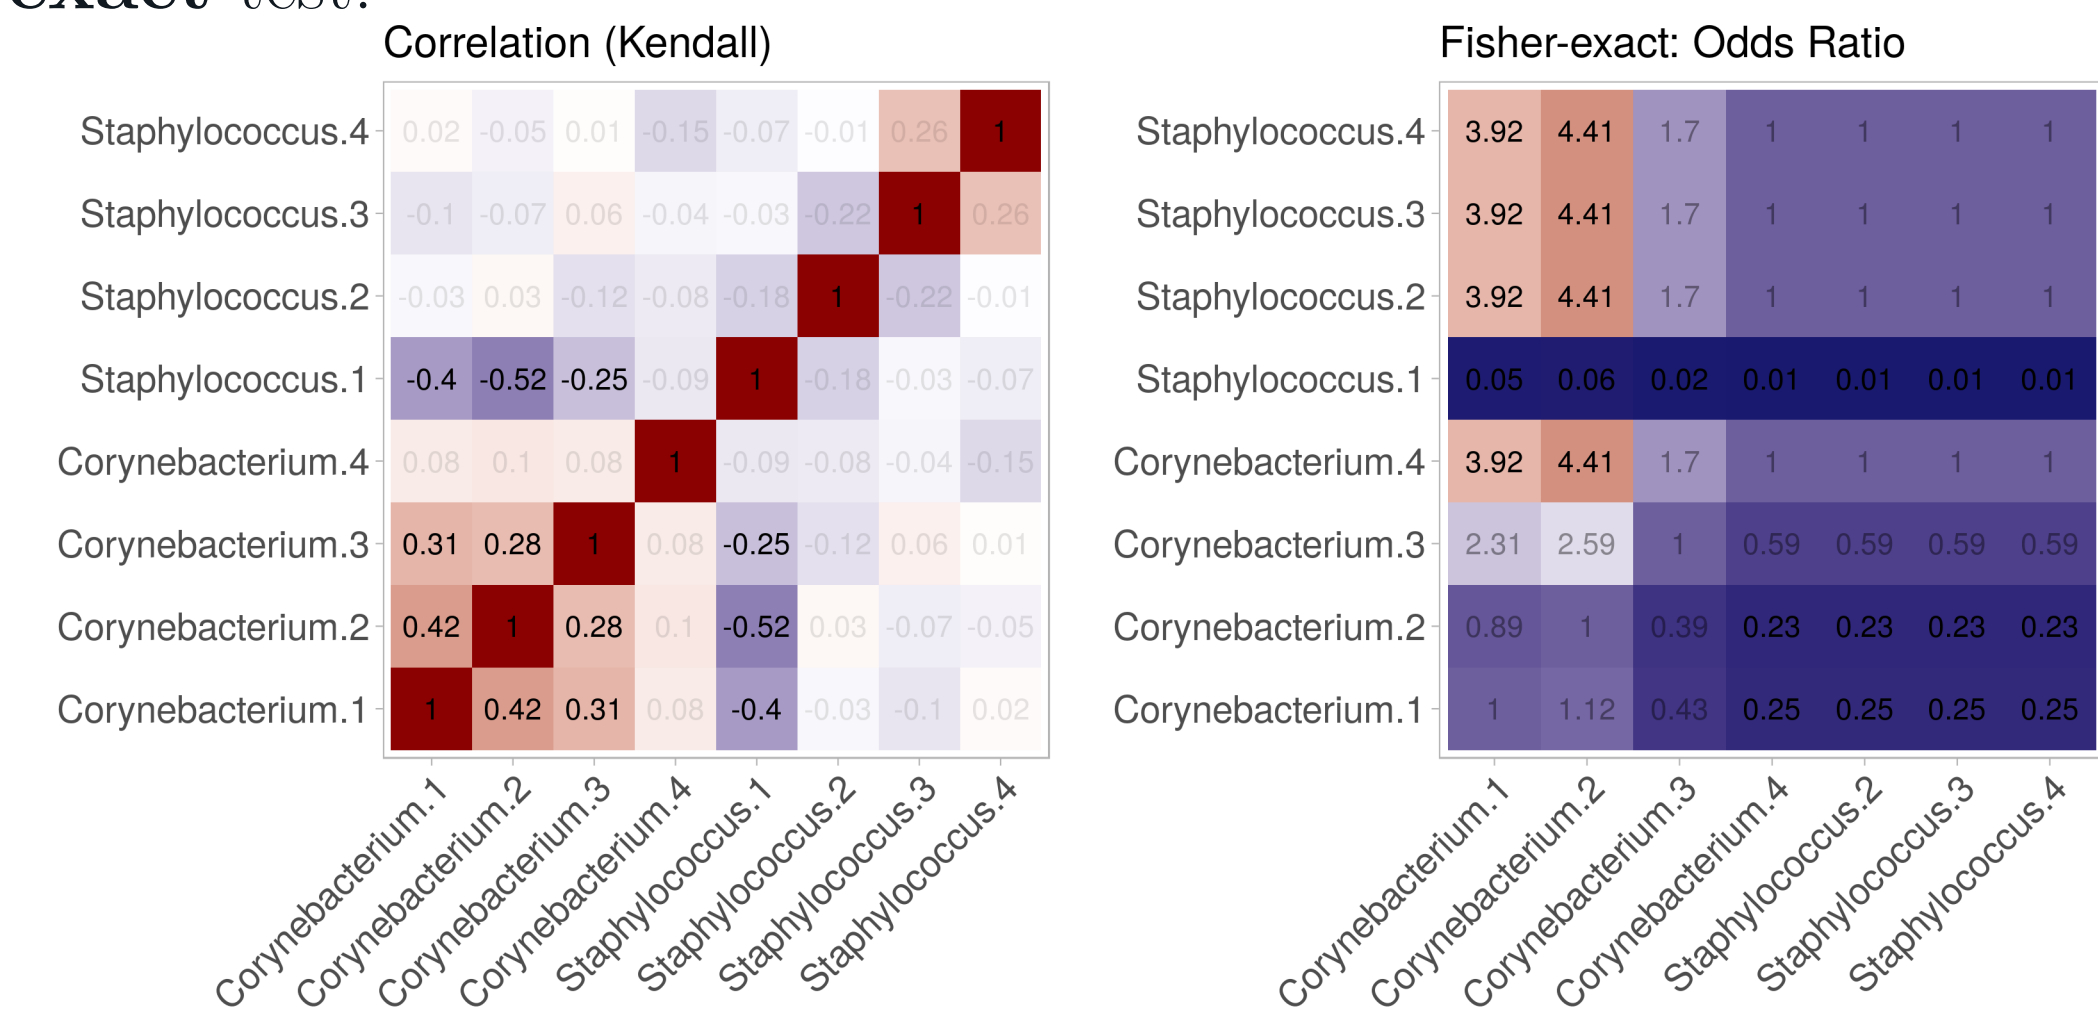 exact test.
Correlation (Kendall)
Staphylococcus.4 0.02 -0.05 0.01 -0.15 -0.07 -0.01 0.26 1
Staphylococcus.3 -0.1 -0.07 0.06 -0.04 -0.03 -0.22 1 0.26
Staphylococcus.2 -0.03 0.03 -0.12 -0.08 -0.18 1 -0.22 -0.01
Staphylococcus.1 -0.4 -0.52 -0.25 -0.09 1 -0.18 -0.03 -0.07
Corynebacterium.4 0.08 0.1 0.08 1 -0.09 -0.08 -0.04 -0.15
Corynebacterium.3 0.31 0.28 1 0.08 -0.25 -0.12 0.06 0.01
Corynebacterium.2 0.42 1 0.28 0.1 -0.52 0.03 -0.07 -0.05
Corynebacterium.1 1 0.42 0.31 0.08 -0.4 -0.03 -0.1 0.02
Corynebacterium.1
Corynebacterium.2
Corynebacterium.3
Corynebacterium.4
Staphylococcus.1
Staphylococcus.2
Staphylococcus.3
Staphylococcus.4
Fisher-exact: Odds Ratio
Staphylococcus.4 3.92 4.41 1.7 1 1 1 1
Staphylococcus.3 3.92 4.41 1.7 1 1 1 1
Staphylococcus.2 3.92 4.41 1.7 1 1 1 1
Staphylococcus.1 0.05 0.06 0.02 0.01 0.01 0.01 0.01
Corynebacterium.4 3.92 4.41 1.7 1 1 1 1
Corynebacterium.3 2.31 2.59 1 0.59 0.59 0.59 0.59
Corynebacterium.2 0.89 1 0.39 0.23 0.23 0.23 0.23
Corynebacterium.1 1 1.12 0.43 0.25 0.25 0.25 0.25
Corynebacterium.1
Corynebacterium.2
Corynebacterium.3
Corynebacterium.4
Staphylococcus.2
Staphylococcus.3
Staphylococcus.4